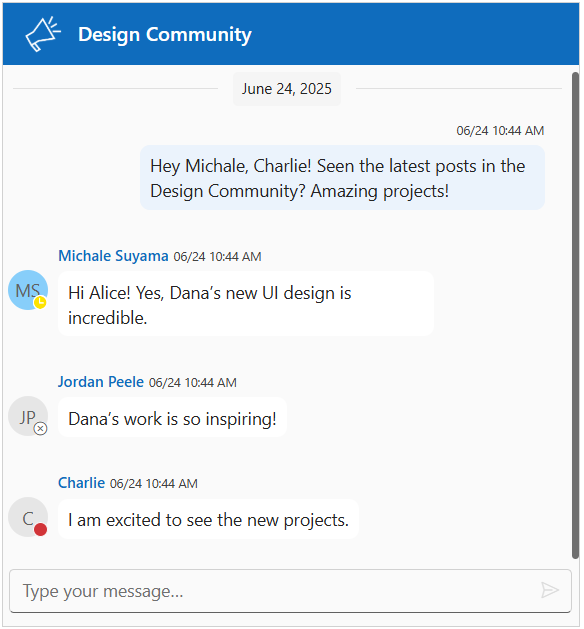 Design Community
June 24, 2025
06/24 10:44 AM
Hey Michale, Charlie! Seen the latest posts in the
Design Community? Amazing projects!
Michale Suyama 06/24 10:44 AM
MS
Hi Alice! Yes, Dana’s new UI design is
incredible.
Jordan Peele 06/24 10:44 AM
JP
Dana’s work is so inspiring!
Charlie 06/24 10:44 AM
C
I am excited to see the new projects.
Type your message...